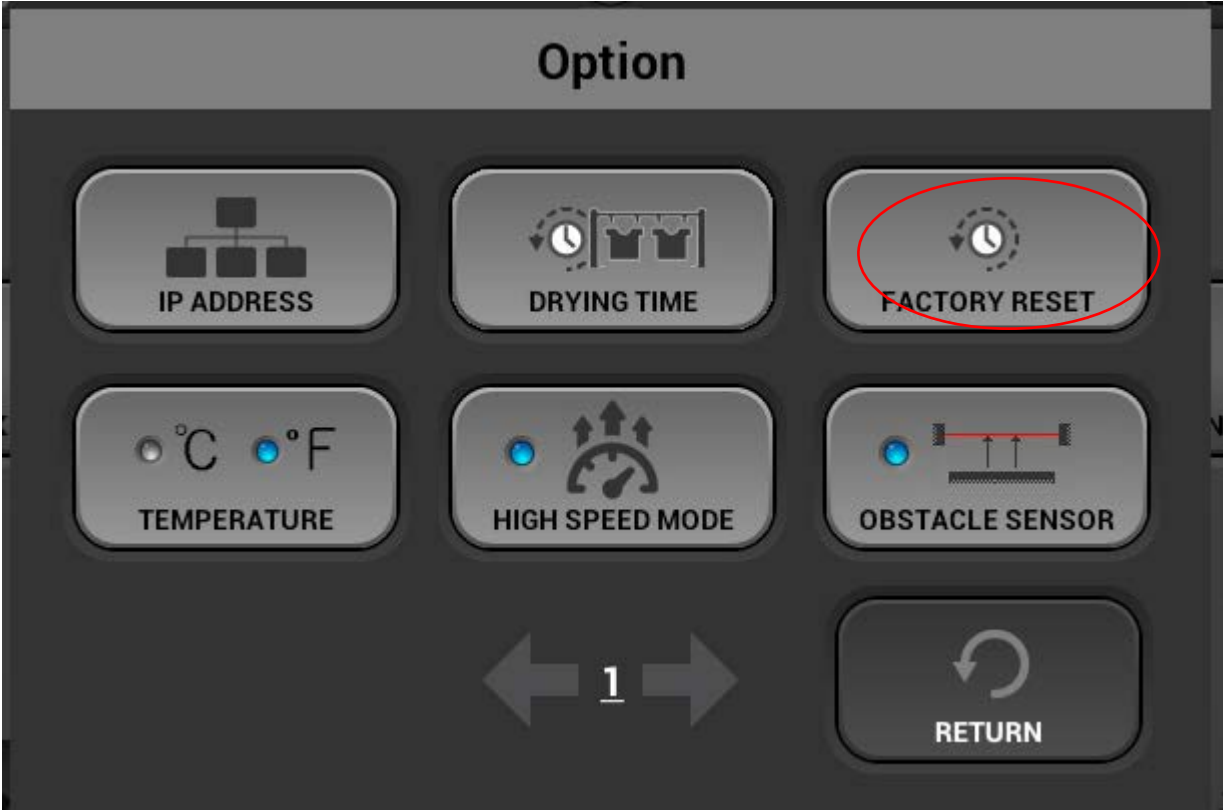 Option
IP ADDRESS
DRYING TIME
FACTORY RESET
°C °F
TEMPERATURE
HIGH SPEED MODE
OBSTACLE SENSOR
1
RETURN